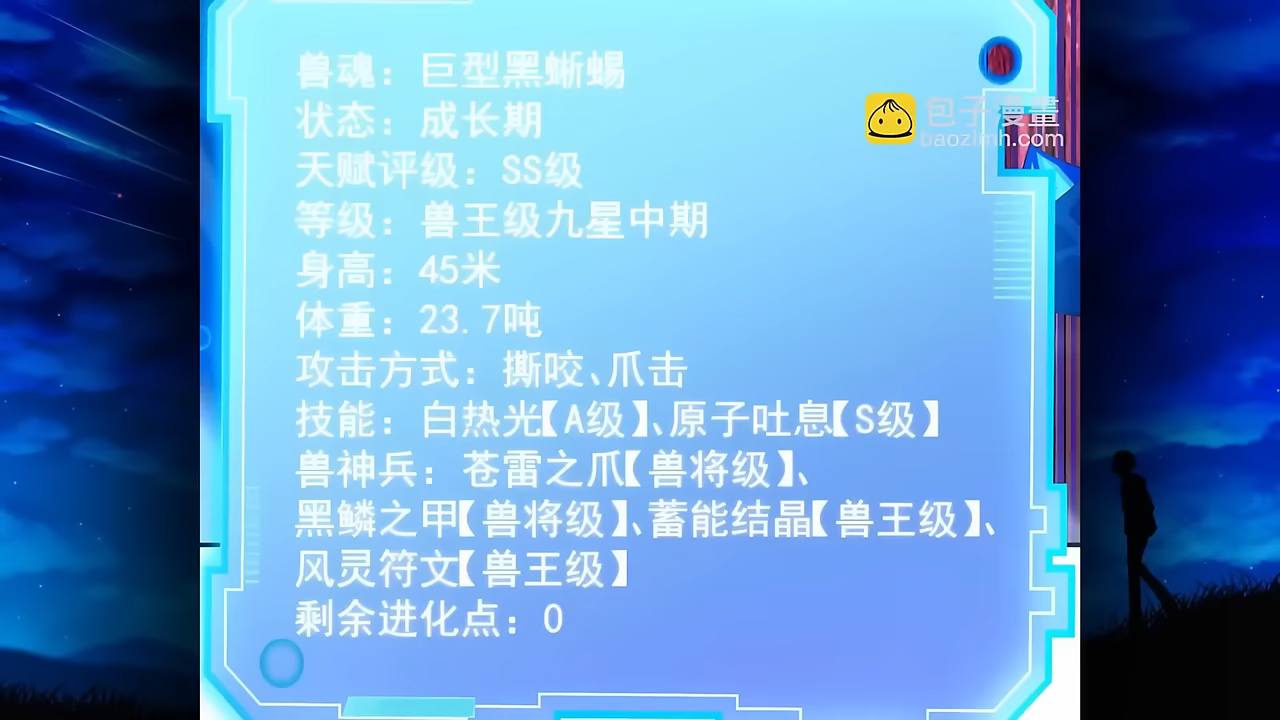 兽魂：巨型黑蜥蜴
状态：成长期
天赋评级：SS级
等级：兽王级九星中期
身高：45米
体重：23.7吨
攻击方式：撕咬、爪击
技能：白热光【A级】、原子吐息【S级】
兽神兵：苍雷之爪【兽将级】、
黑鳞之甲【兽将级】、蓄能结晶【兽王级】、
风灵符文【兽王级】
剩余进化点：0
包子漫畫
baozimh.com